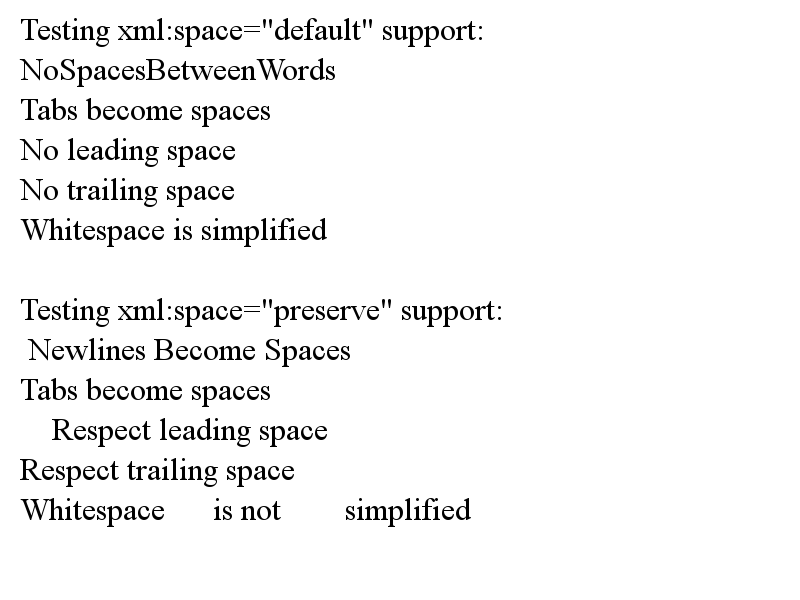 Testing xml:space="default" support:
NoSpacesBetweenWords
Tabs become spaces
No leading space
No trailing space
Whitespace is simplified

Testing xml:space="preserve" support:
 Newlines Become Spaces
Tabs become spaces
    Respect leading space
Respect trailing space
Whitespace      is not        simplified